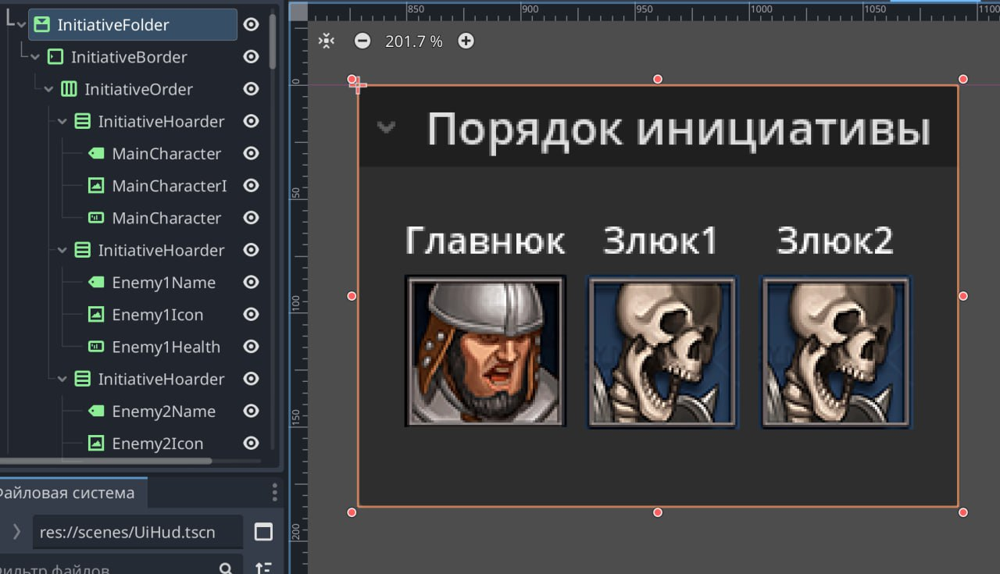 InitiativeFolder
InitiativeBorder
InitiativeOrder
InitiativeHoarder
MainCharacter
MainCharacterI
MainCharacter
InitiativeHoarder
Enemy1Name
Enemy1Icon
Enemy1Health
InitiativeHoarder
Enemy2Name
Enemy2Icon
Файловая система
res://scenes/UiHud.tscn
ильтр файлов
850 900 950 1000 1050 1100
201.7 %
0
50
100
150
200
Порядок инициативы
Главнюк Злюк1 Злюк2